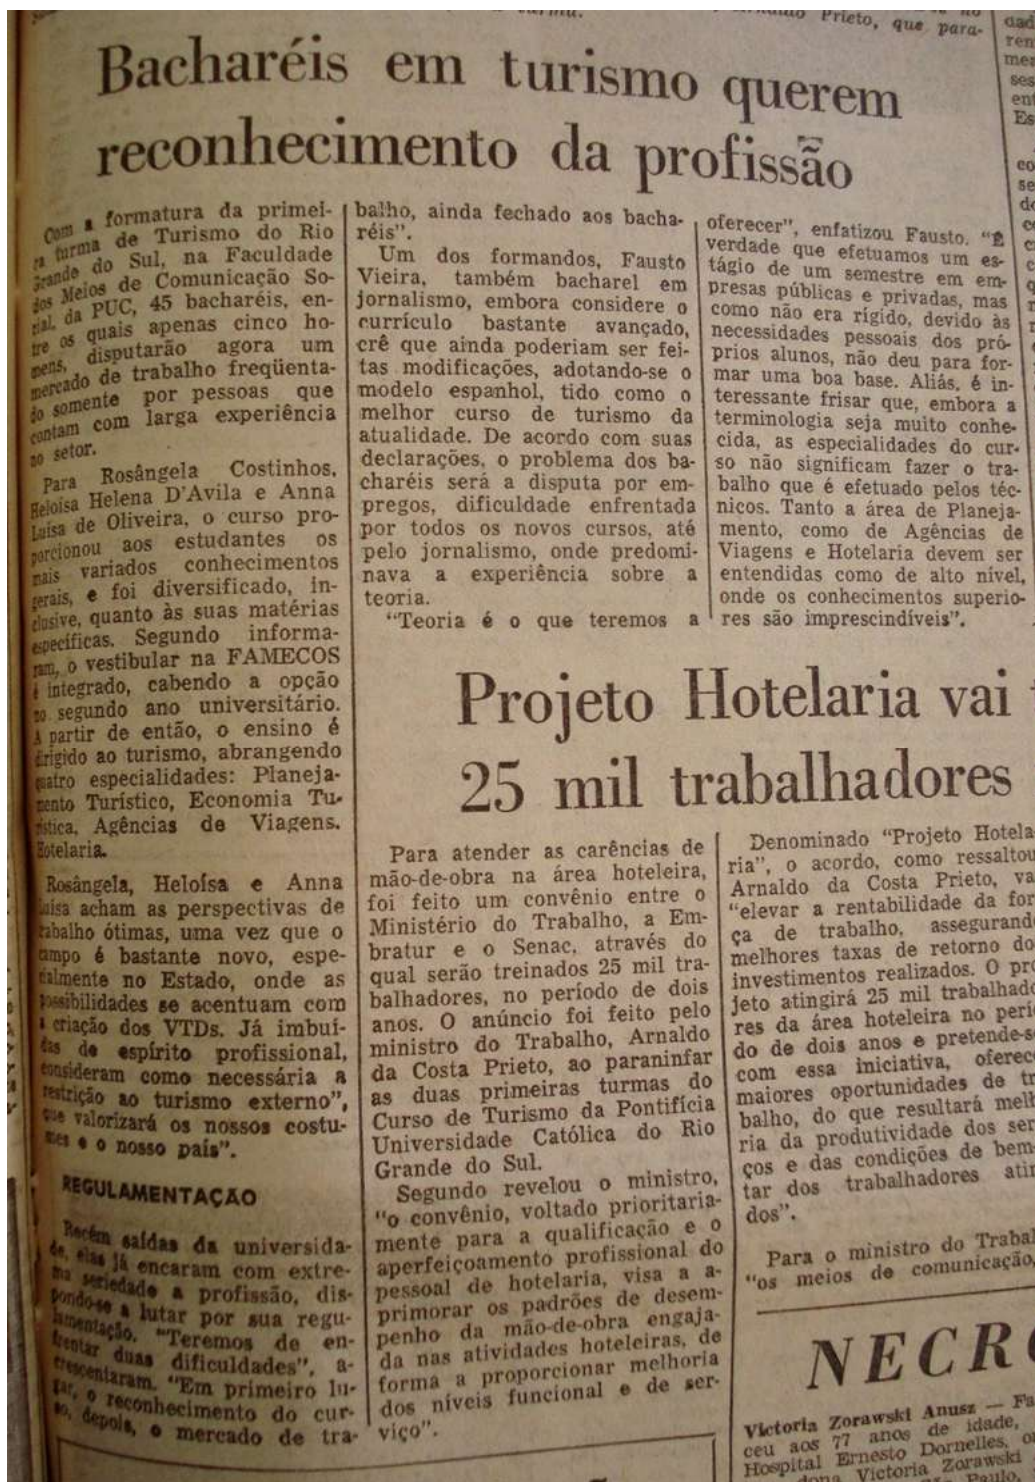 Prieto, que para-
Bacharéis em turismo querem
reconhecimento da profissão
Com a formatura da primei-
ra turma de Turismo do Rio
Grande do Sul, na Faculdade
dos Meios de Comunicação So-
cial, da PUC, 45 bacharéis, en-
tre os quais apenas cinco ho-
mens, disputarão agora um
mercado de trabalho freqüenta-
do somente por pessoas que
contam com larga experiência
no setor.
Para Rosângela Costinhos,
Heloísa Helena D'Avila e Anna
Luisa de Oliveira, o curso pro-
porcionou aos estudantes os
mais variados conhecimentos
gerais, e foi diversificado, in-
clusive, quanto às suas matérias
específicas. Segundo informa-
ram, o vestibular na FAMECOS
é integrado, cabendo a opção
no segundo ano universitário.
A partir de então, o ensino é
dirigido ao turismo, abrangendo
quatro especialidades: Planeja-
mento Turístico, Economia Tu-
rística, Agências de Viagens.
Hotelaria.
Rosângela, Heloísa e Anna
Luisa acham as perspectivas de
trabalho ótimas, uma vez que o
campo é bastante novo, espe-
cialmente no Estado, onde as
possibilidades se acentuam com
a criação dos VTDs. Já imbuí-
das de espírito profissional,
consideram como necessária a
restrição ao turismo externo",
que valorizará os nossos costu-
mes e o nosso país".
REGULAMENTAÇÃO
Recém saídas da universida-
de, elas já encaram com extre-
ma seriedade a profissão, dis-
pondo-se a lutar por sua regu-
lamentação. "Teremos de en-
frentar duas dificuldades", a-
crescentaram. "Em primeiro lu-
gar, o reconhecimento do cur-
so, depois, o mercado de tra-
balho, ainda fechado aos bacha-
réis".
Um dos formandos, Fausto
Vieira, também bacharel em
jornalismo, embora considere o
currículo bastante avançado,
crê que ainda poderiam ser fei-
tas modificações, adotando-se o
modelo espanhol, tido como o
melhor curso de turismo da
atualidade. De acordo com suas
declarações, o problema dos ba-
charéis será a disputa por em-
pregos, dificuldade enfrentada
por todos os novos cursos, até
pelo jornalismo, onde predomi-
nava a experiência sobre a
teoria.
"Teoria é o que teremos a
oferecer", enfatizou Fausto. "É
verdade que efetuamos um es-
tágio de um semestre em em-
presas públicas e privadas, mas
como não era rígido, devido às
necessidades pessoais dos pró-
prios alunos, não deu para for-
mar uma boa base. Aliás, é in-
teressante frisar que, embora a
terminologia seja muito conhe-
cida, as especialidades do cur-
so não significam fazer o tra-
balho que é efetuado pelos téc-
nicos. Tanto a área de Planeja-
mento, como de Agências de
Viagens e Hotelaria devem ser
entendidas como de alto nível,
onde os conhecimentos superio-
res são imprescindíveis".
Projeto Hotelaria vai
25 mil trabalhadores
Para atender as carências de
mão-de-obra na área hoteleira,
foi feito um convênio entre o
Ministério do Trabalho, a Em-
bratur e o Senac, através do
qual serão treinados 25 mil tra-
balhadores, no período de dois
anos. O anúncio foi feito pelo
ministro do Trabalho, Arnaldo
da Costa Prieto, ao paraninfar
as duas primeiras turmas do
Curso de Turismo da Pontifícia
Universidade Católica do Rio
Grande do Sul.
Segundo revelou o ministro,
"o convênio, voltado prioritaria-
mente para a qualificação e o
aperfeiçoamento profissional do
pessoal de hotelaria, visa a a-
primorar os padrões de desem-
penho da mão-de-obra engaja-
da nas atividades hoteleiras, de
forma a proporcionar melhoria
dos níveis funcional e de ser-
viço".
Denominado "Projeto Hotela-
ria", o acordo, como ressaltou
Arnaldo da Costa Prieto, va
"elevar a rentabilidade da for-
ça de trabalho, assegurand
melhores taxas de retorno do
investimentos realizados. O pro
jeto atingirá 25 mil trabalhado
res da área hoteleira no perío
do de dois anos e pretende-s
com essa iniciativa, oferec
maiores oportunidades de tr
balho, do que resultará melh
ria da produtividade dos ser
ços e das condições de bem-
tar dos trabalhadores atin
dos".
Para o ministro do Trabal
"os meios de comunicação,
NECRO
Victoria Zorawski Anusz — Fa
ceu aos 77 anos de idade,
Hospital Ernesto Dornelles, o
dona Victoria Zorawski
Paulo